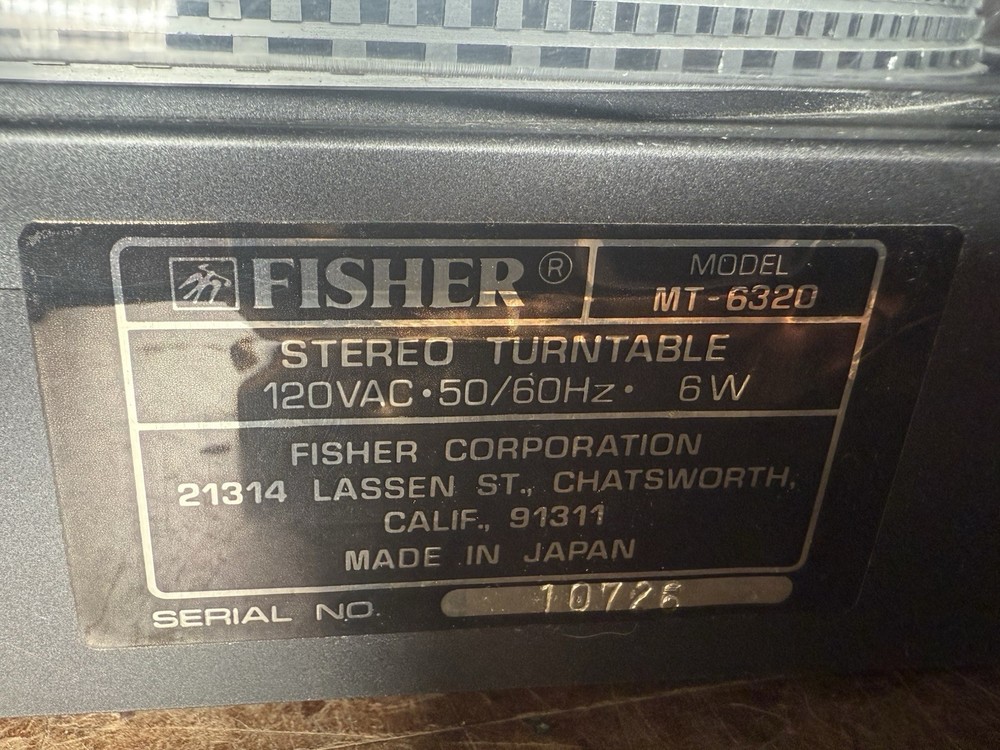 FISHER ®
MODEL
MT-6320
STEREO TURNTABLE
120VAC·50/60Hz· 6W
FISHER CORPORATION
21314 LASSEN ST., CHATSWORTH,
CALIF., 91311
MADE IN JAPAN
SERIAL NO. 10726